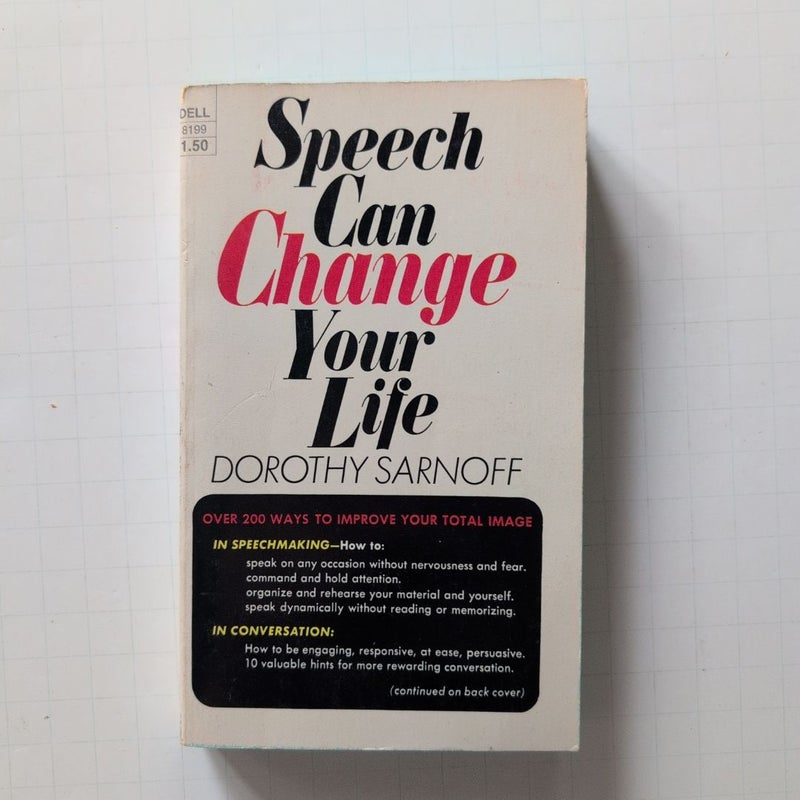 DELL
8199
1.50
Speech
Can
Change
Your
Life
DOROTHY SARNOFF
OVER 200 WAYS TO IMPROVE YOUR TOTAL IMAGE
IN SPEECHMAKING—How to:
speak on any occasion without nervousness and fear.
command and hold attention.
organize and rehearse your material and yourself.
speak dynamically without reading or memorizing.
IN CONVERSATION:
How to be engaging, responsive, at ease, persuasive.
10 valuable hints for more rewarding conversation.
(continued on back cover)